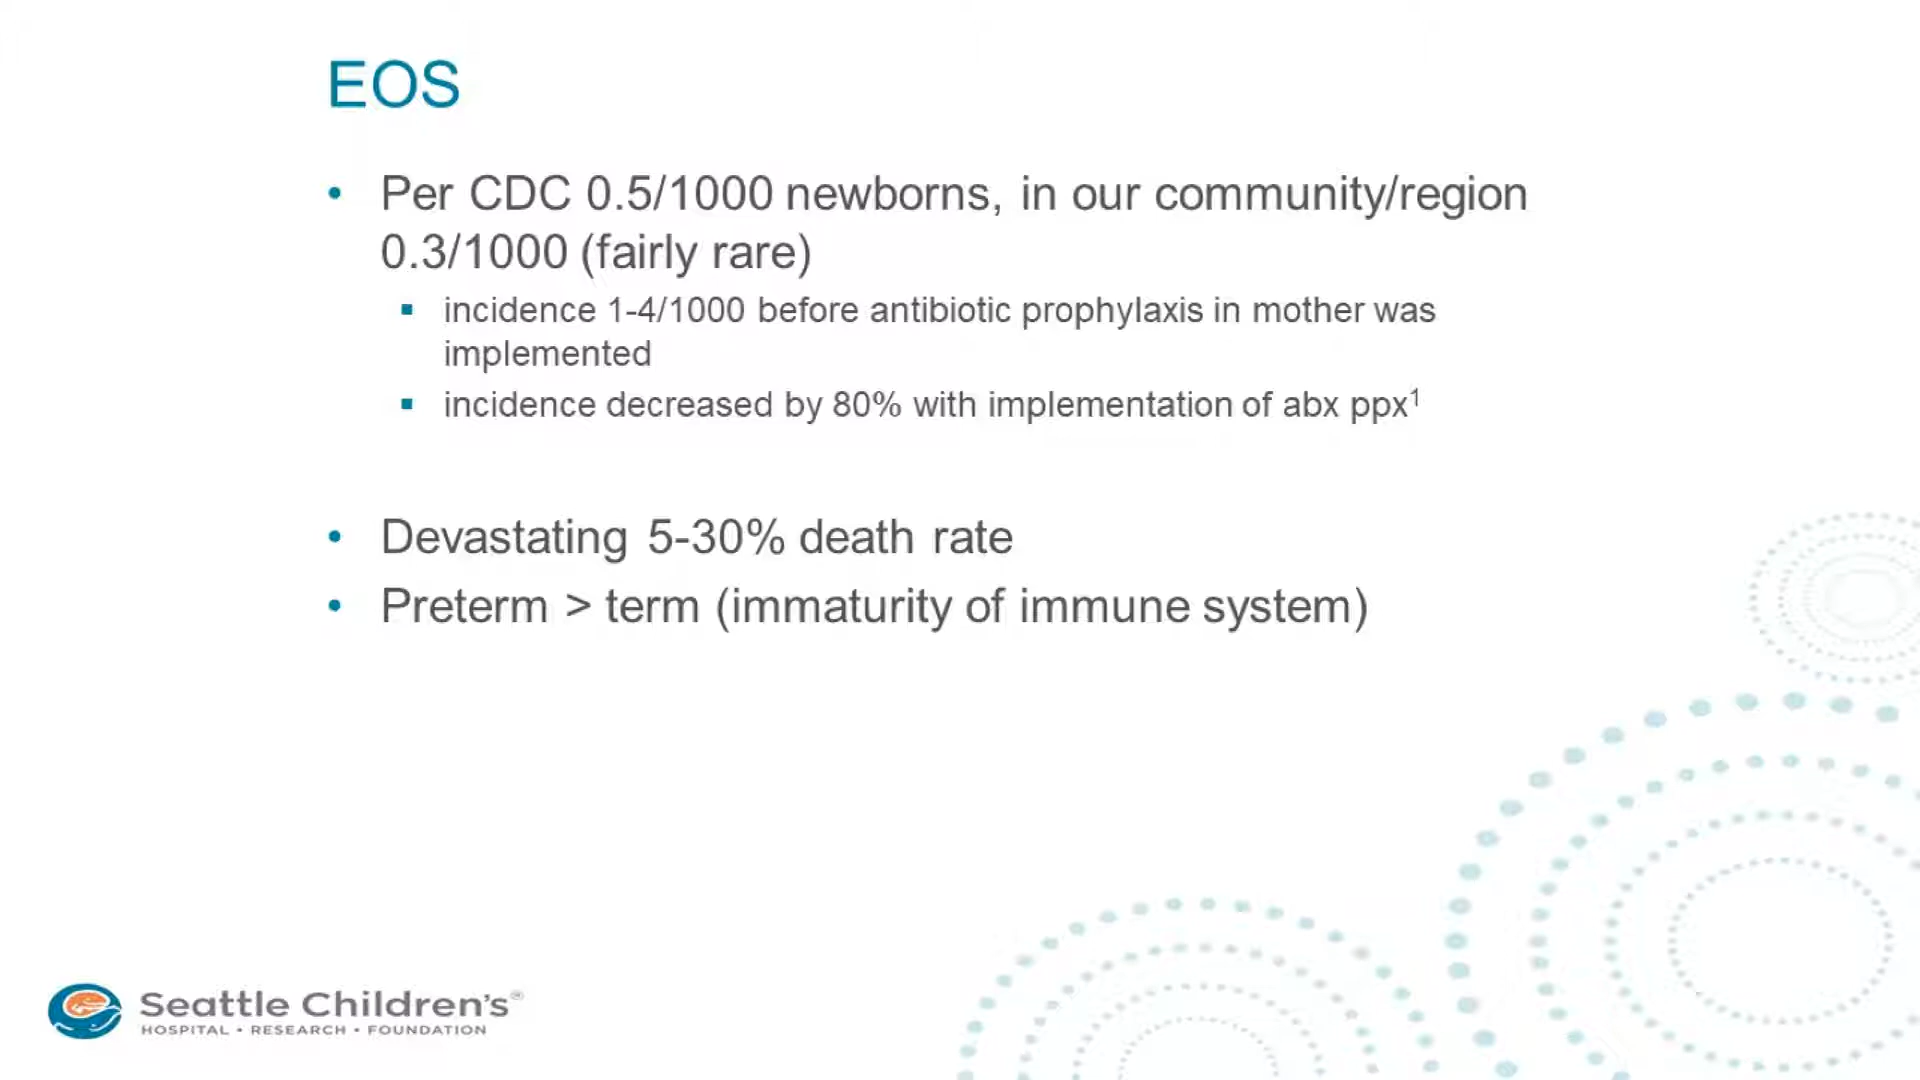 EOS
• Per CDC 0.5/1000 newborns, in our community/region
0.3/1000 (fairly rare)
▪ incidence 1-4/1000 before antibiotic prophylaxis in mother was
implemented
▪ incidence decreased by 80% with implementation of abx ppx¹
• Devastating 5-30% death rate
• Preterm > term (immaturity of immune system)
Seattle Children's®
HOSPITAL • RESEARCH • FOUNDATION